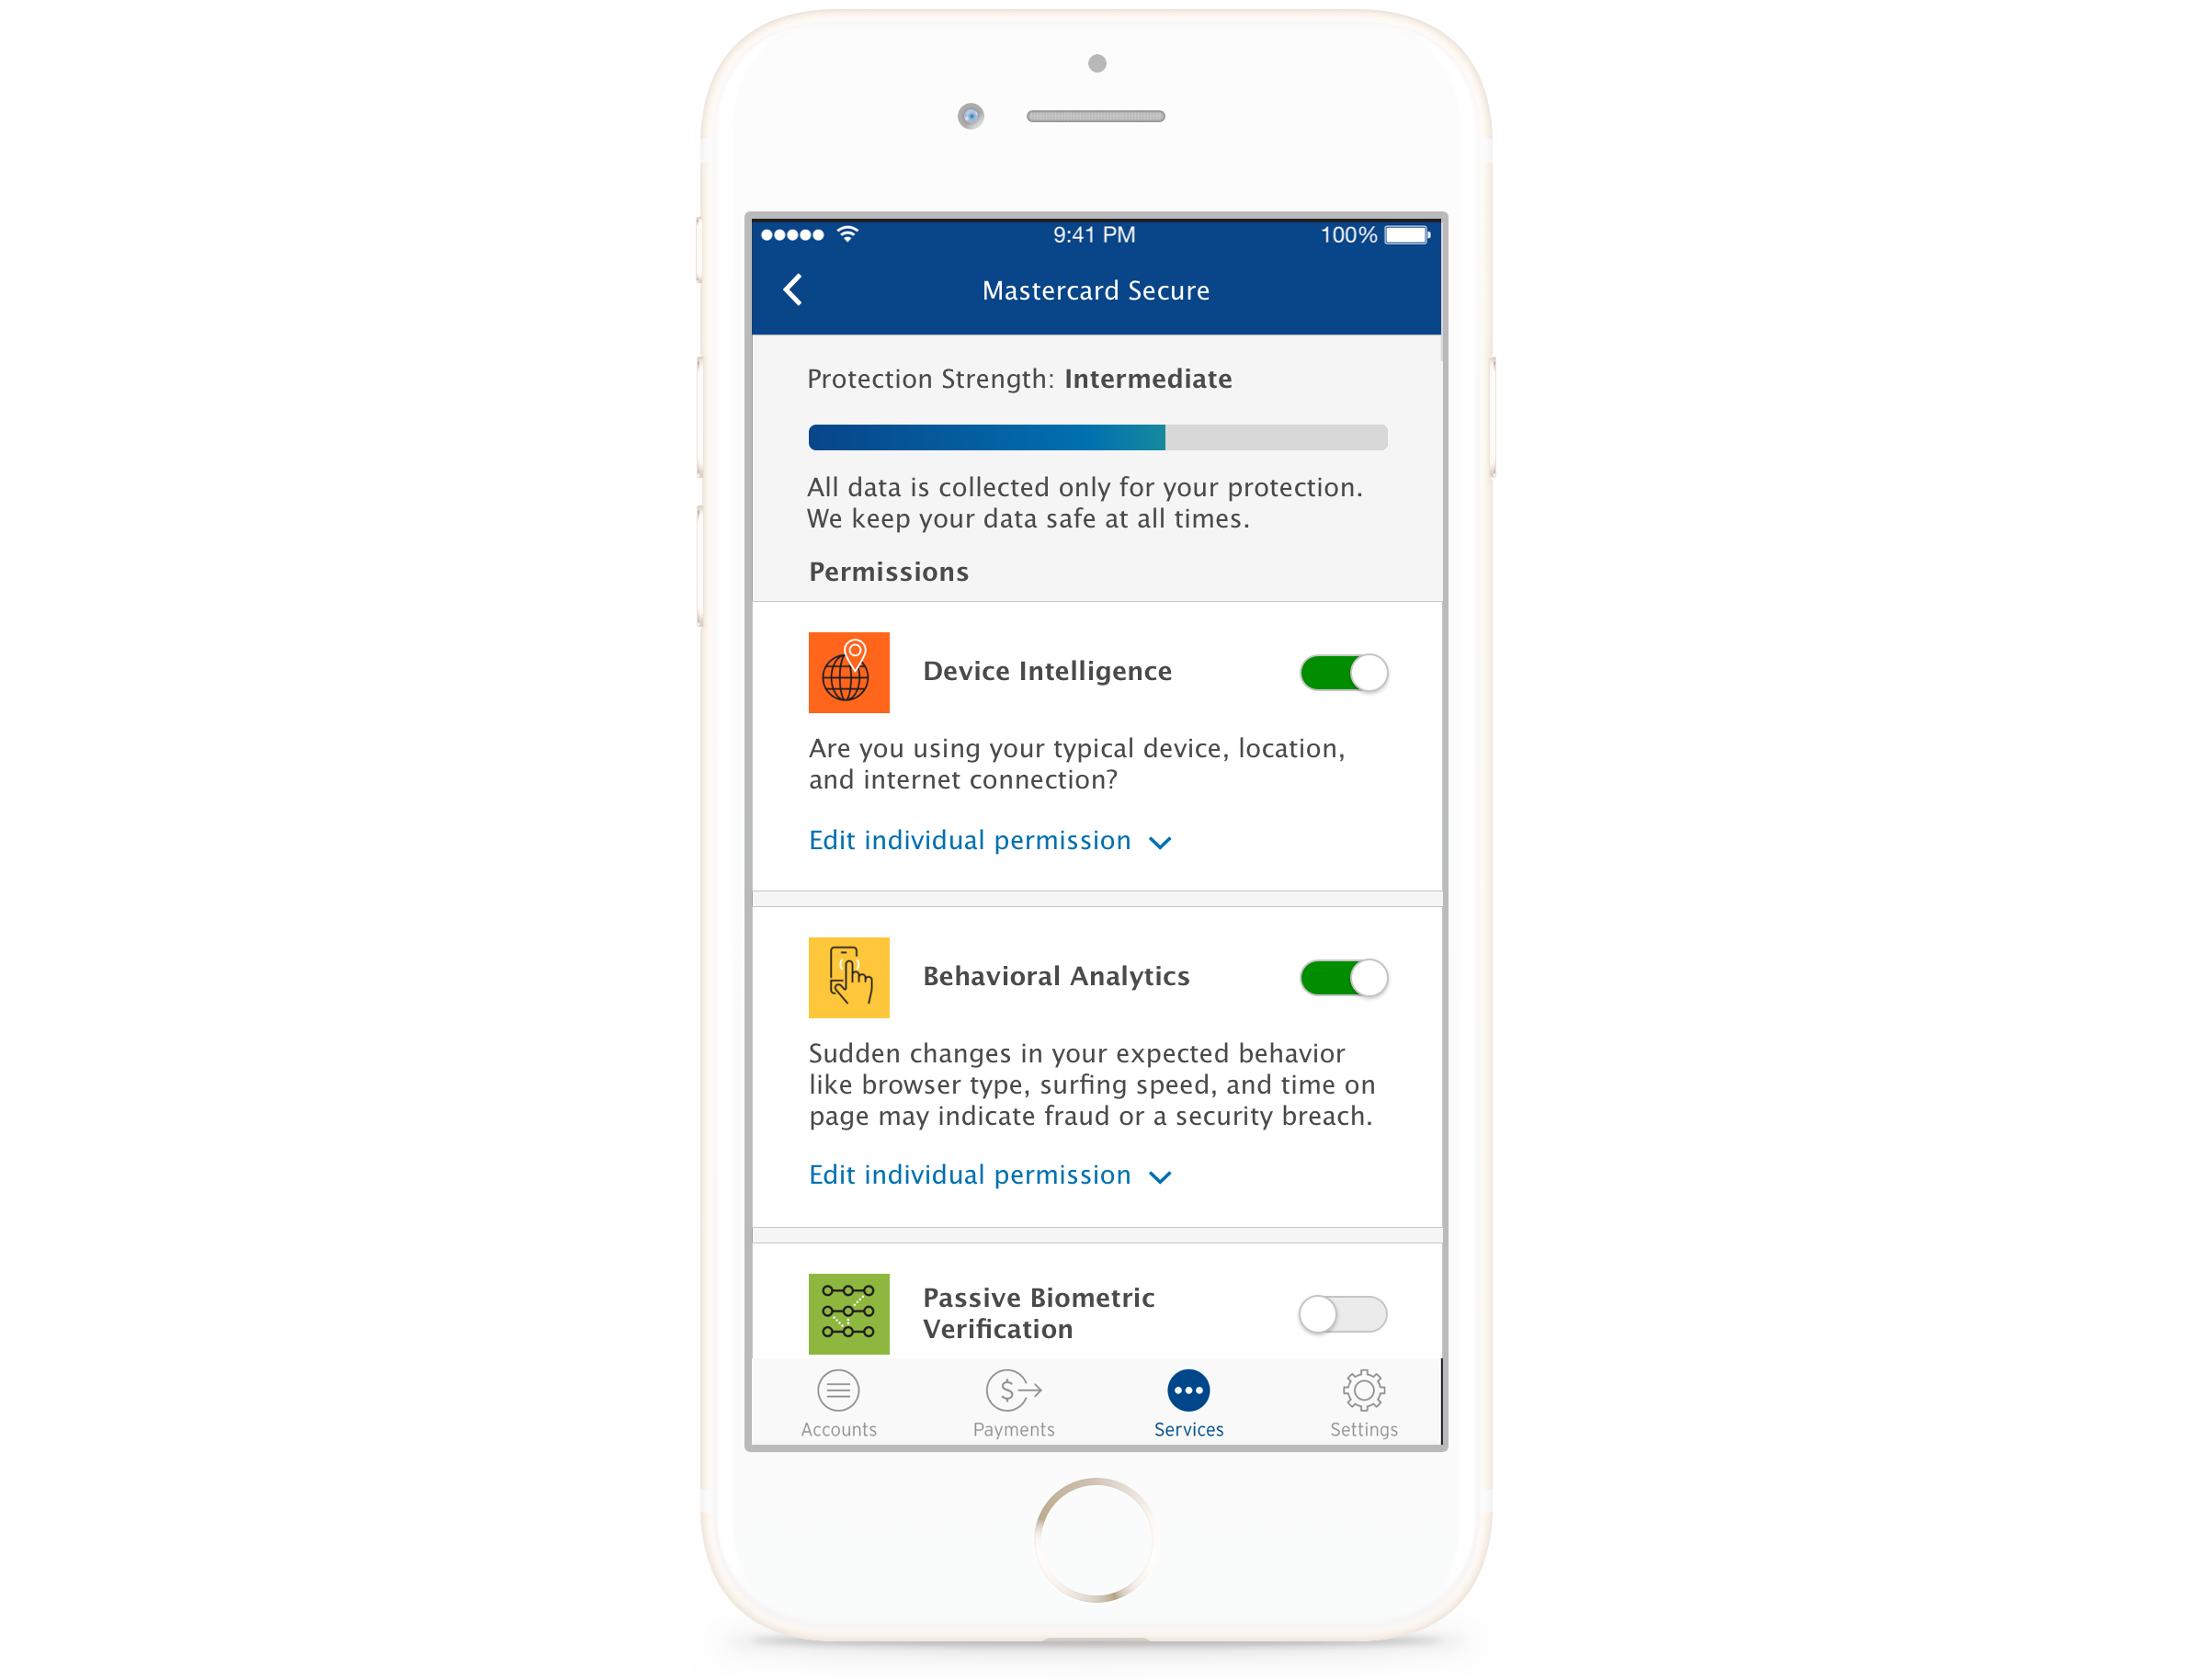 9:41 PM 100%
Mastercard Secure
Protection Strength: Intermediate
All data is collected only for your protection.
We keep your data safe at all times.
Permissions
Device Intelligence
Are you using your typical device, location,
and internet connection?
Edit individual permission
Behavioral Analytics
Sudden changes in your expected behavior
like browser type, surfing speed, and time on
page may indicate fraud or a security breach.
Edit individual permission
Passive Biometric
Verification
Accounts Payments Services Settings